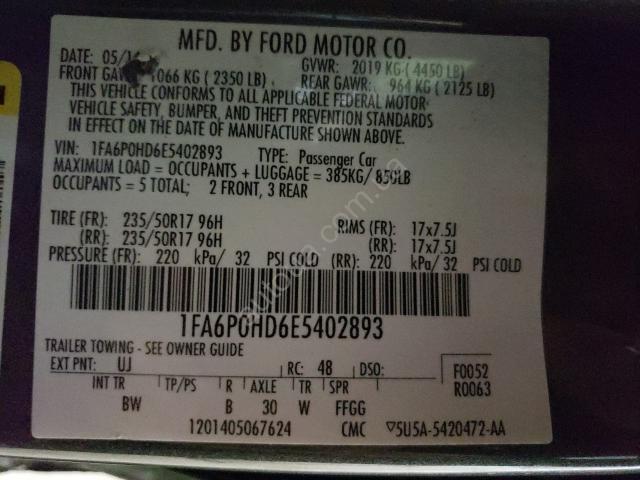 MFD. BY FORD MOTOR CO.
DATE: 05/14
GVWR: 2019 KG ( 4450 LB)
FRONT GAWR: 1066 KG ( 2350 LB)
REAR GAWR: 964 KG ( 2125 LB)
THIS VEHICLE CONFORMS TO ALL APPLICABLE FEDERAL MOTOR
VEHICLE SAFETY, BUMPER, AND THEFT PREVENTION STANDARDS
IN EFFECT ON THE DATE OF MANUFACTURE SHOWN ABOVE.
VIN: 1FA6P0HD6E5402893 TYPE: Passenger Car
MAXIMUM LOAD = OCCUPANTS + LUGGAGE = 385KG/ 850LB
OCCUPANTS = 5 TOTAL; 2 FRONT, 3 REAR
TIRE (FR): 235/50R17 96H RIMS (FR): 17x7.5J
(RR): 235/50R17 96H (RR): 17x7.5J
PRESSURE (FR): 220 kPa/ 32 PSI COLD (RR): 220 kPa/ 32 PSI COLD
1FA6P0HD6E5402893
TRAILER TOWING - SEE OWNER GUIDE
EXT PNT: UJ RC: 48 DSO: F0052
R0063
INT TR TP/PS R AXLE TR SPR
BW B 30 W FFGG
1201405067624 CMC ▽5U5A-5420472-AA